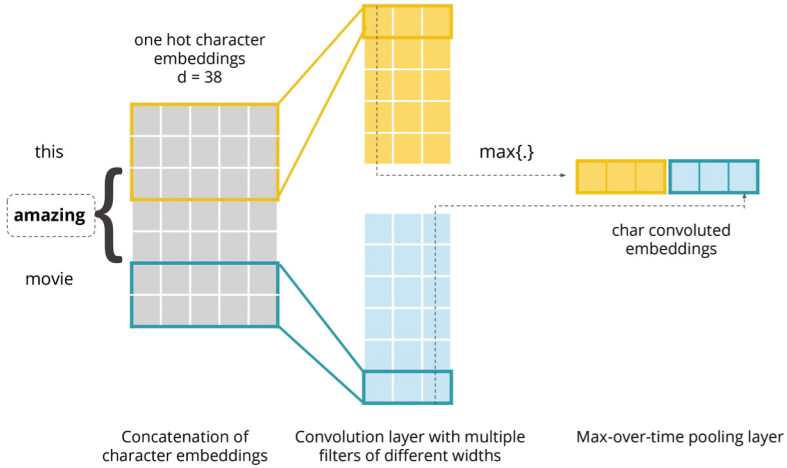 one hot character
embeddings
d = 38
this
amazing
movie
max{.}
char convoluted
embeddings
Concatenation of
character embeddings
Convolution layer with multiple
filters of different widths
Max-over-time pooling layer